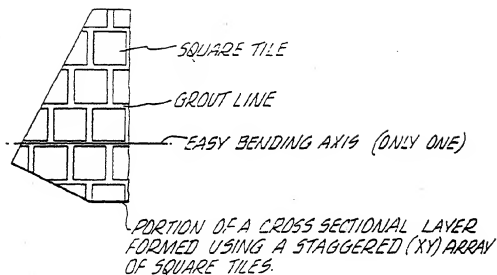 SQUARE TILE
GROUT LINE
EASY BENDING AXIS (ONLY ONE)
PORTION OF A CROSS SECTIONAL LAYER
FORMED USING A STAGGERED (XY) ARRAY
OF SQUARE TILES.